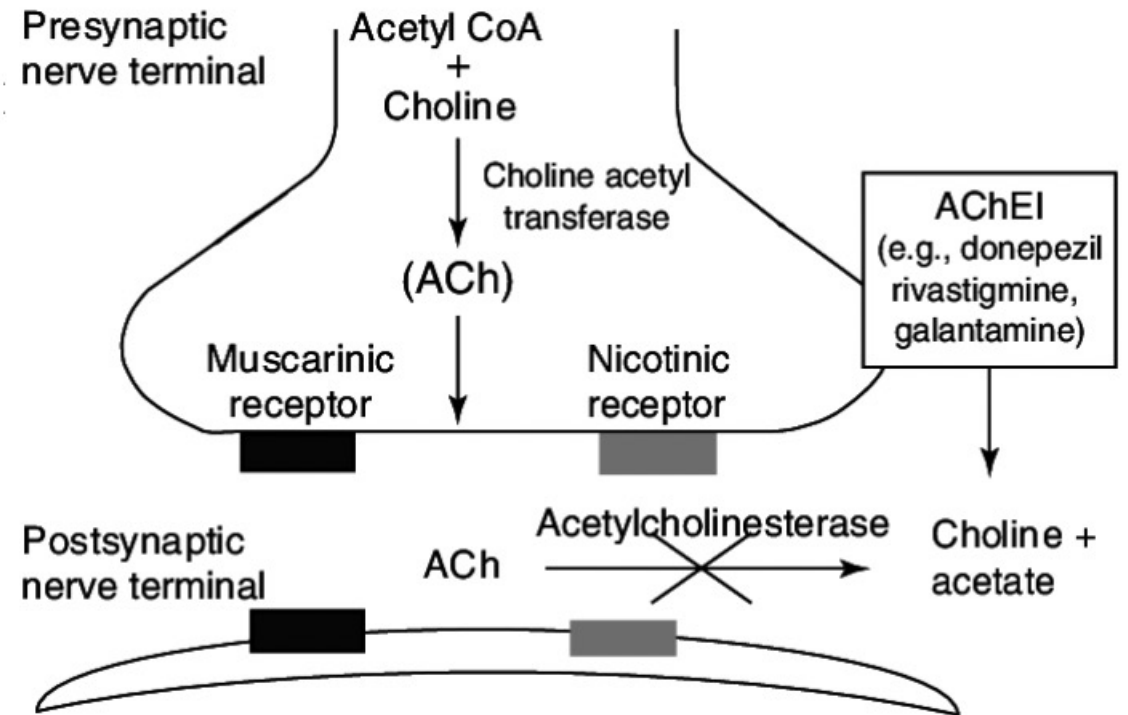 Presynaptic
nerve terminal
Acetyl CoA
+
Choline
Choline acetyl
transferase
(ACh)
AChEI
(e.g., donepezil
rivastigmine,
galantamine)
Muscarinic
receptor
Nicotinic
receptor
Postsynaptic
nerve terminal
ACh
Acetylcholinesterase
Choline +
acetate